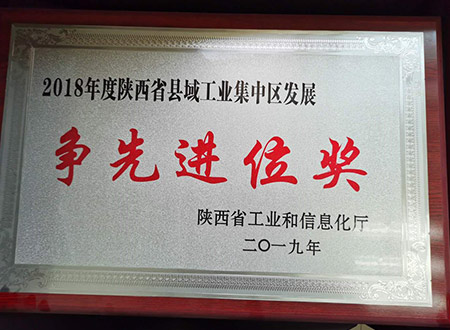 2018年度陕西省县域工业集中区发展
争先进位奖
陕西省工业和信息化厅
二〇一九年